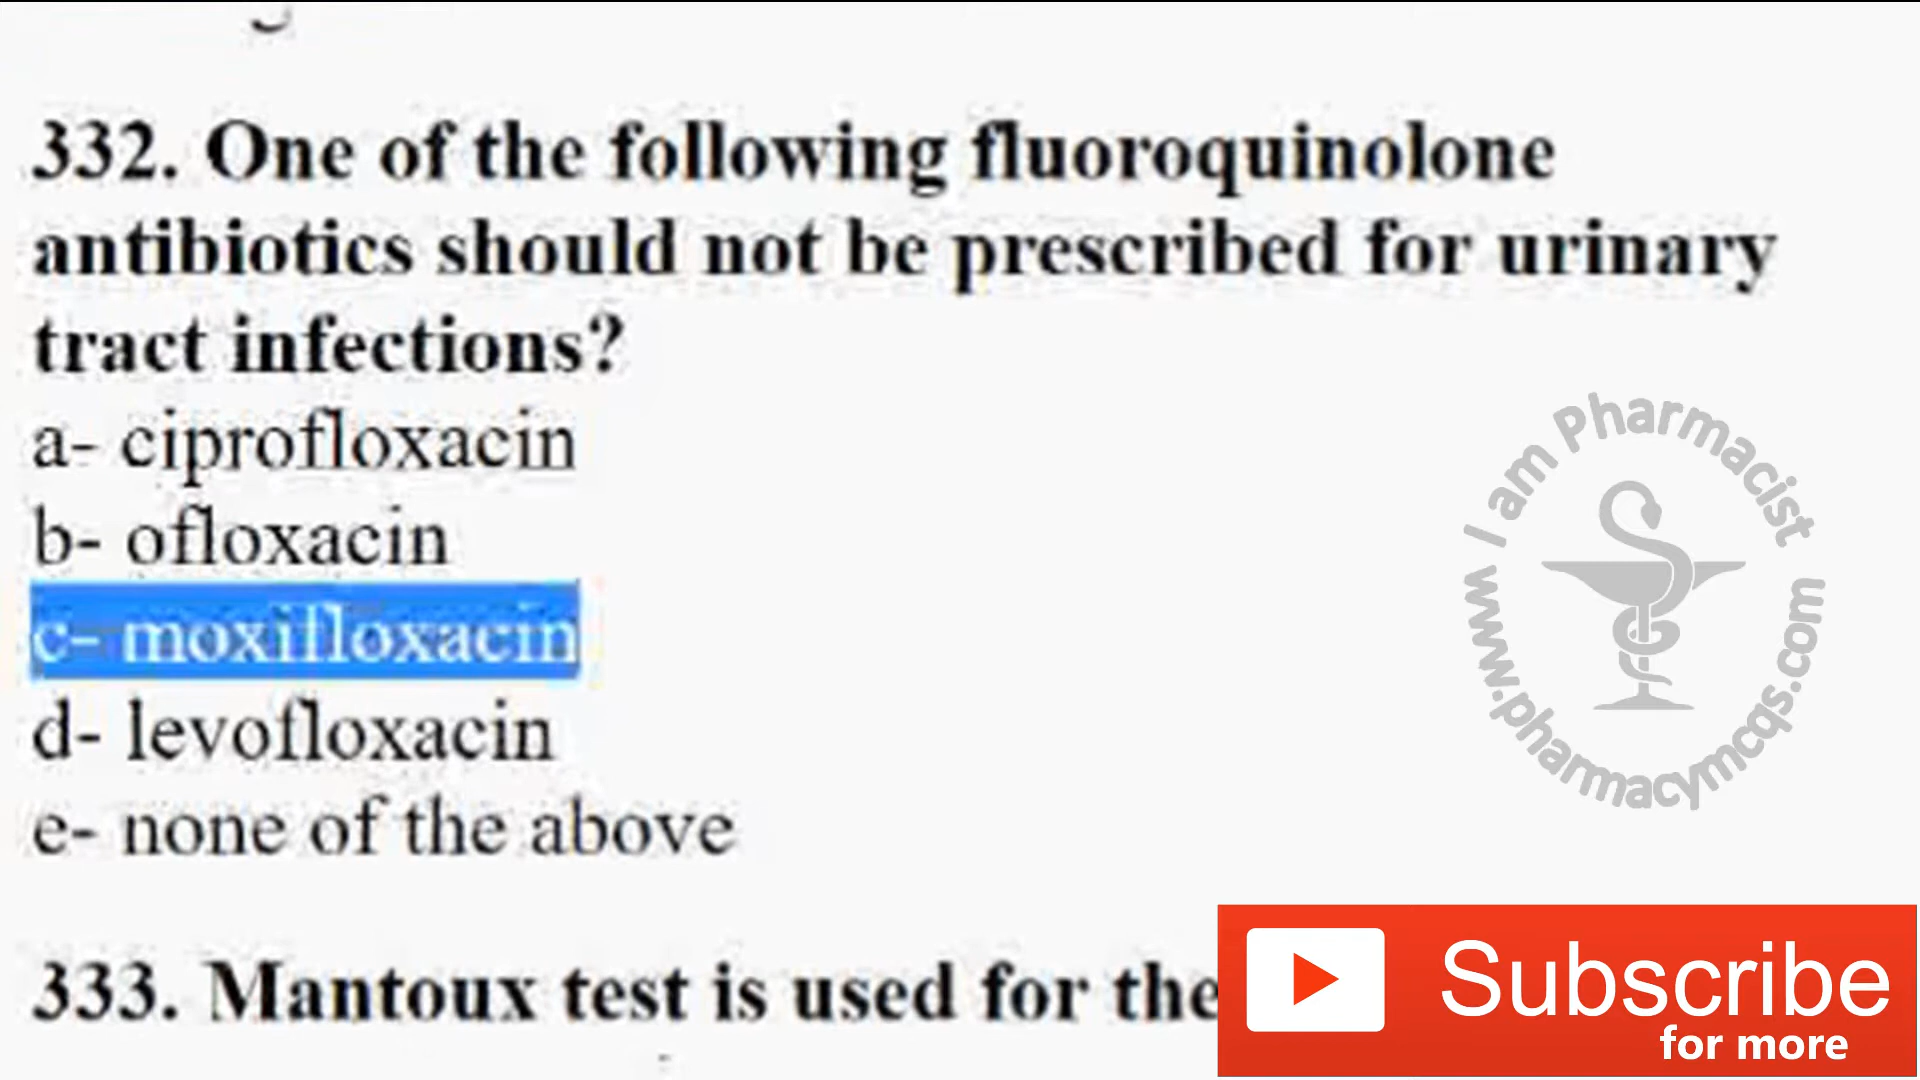 332. One of the following fluoroquinolone
antibiotics should not be prescribed for urinary
tract infections?
a- ciprofloxacin
b- ofloxacin
c- moxifloxacin
d- levofloxacin
e- none of the above
I am Pharmacist
www.pharmacymcqs.com
333. Mantoux test is used for the
Subscribe
for more